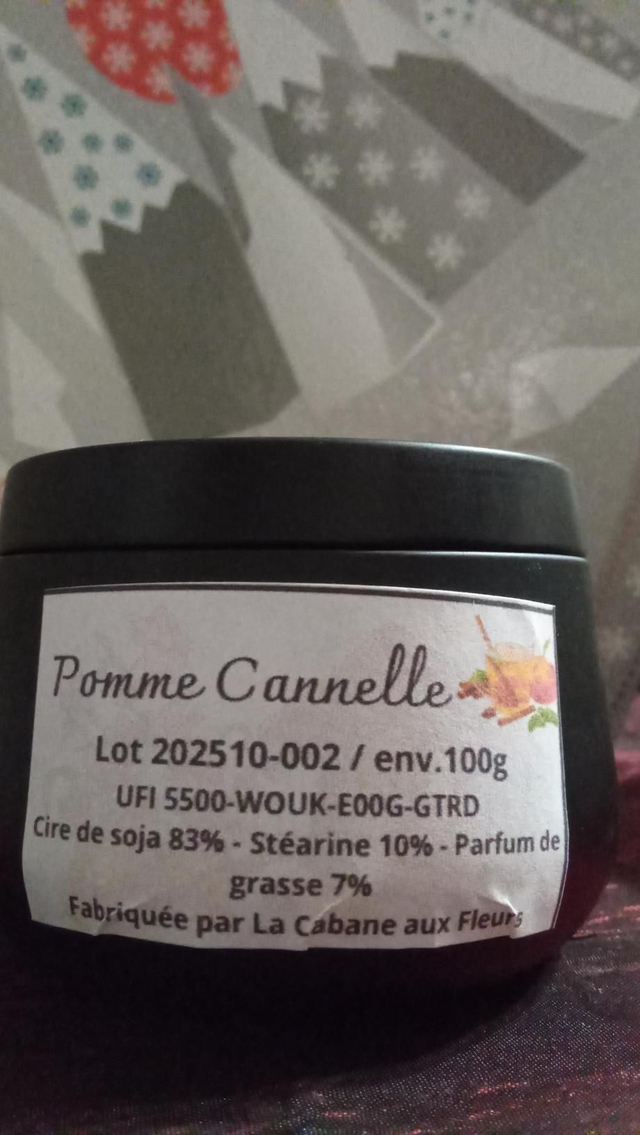 Pomme Cannelle
Lot 202510-002 / env.100g
UFI 5500-W0UK-E00G-GTRD
Cire de soja 83% - Stéarine 10% - Parfum de
grasse 7%
Fabriquée par La Cabane aux Fleurs